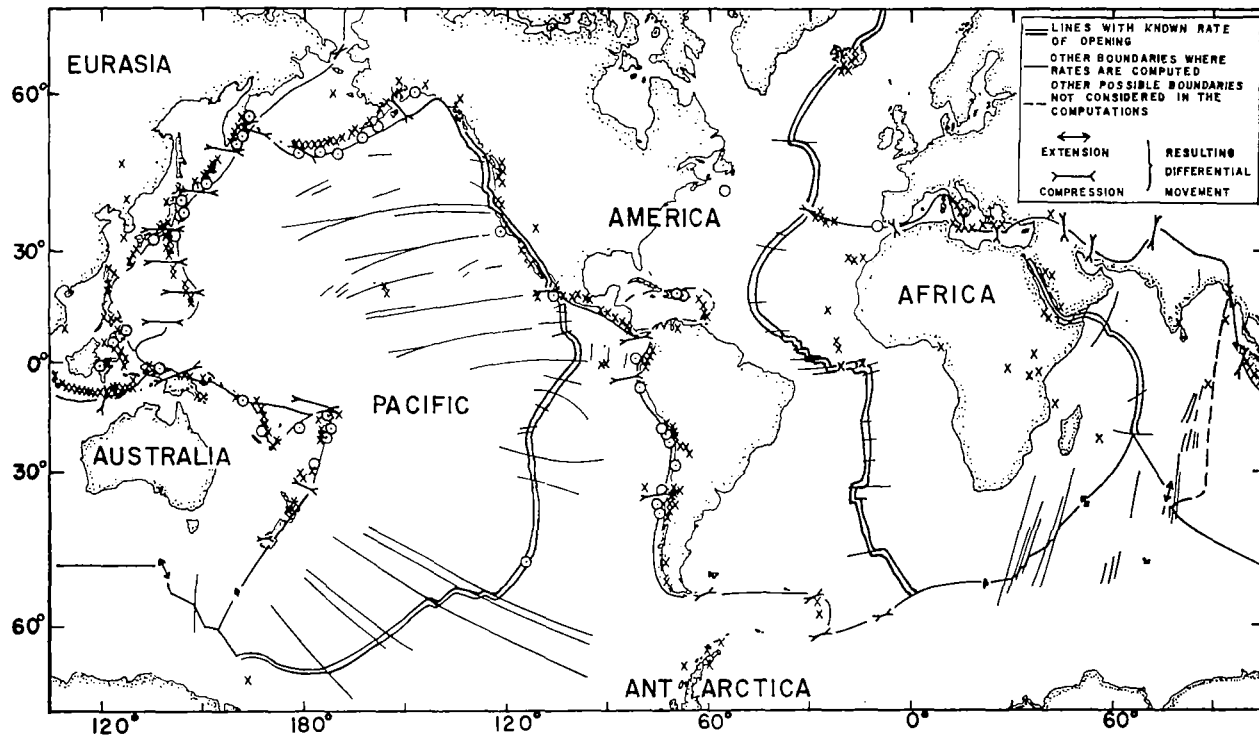 EURASIA
AMERICA
AFRICA
PACIFIC
AUSTRALIA
ANT ARCTICA
LINES WITH KNOWN RATE
OF OPENING
OTHER BOUNDARIES WHERE
RATES ARE COMPUTED
OTHER POSSIBLE BOUNDARIES
NOT CONSIDERED IN THE
COMPUTATIONS
EXTENSION
COMPRESSION
RESULTING
DIFFERENTIAL
MOVEMENT
60°
30°
0°
30°
60°
120°
180°
120°
60°
0°
60°